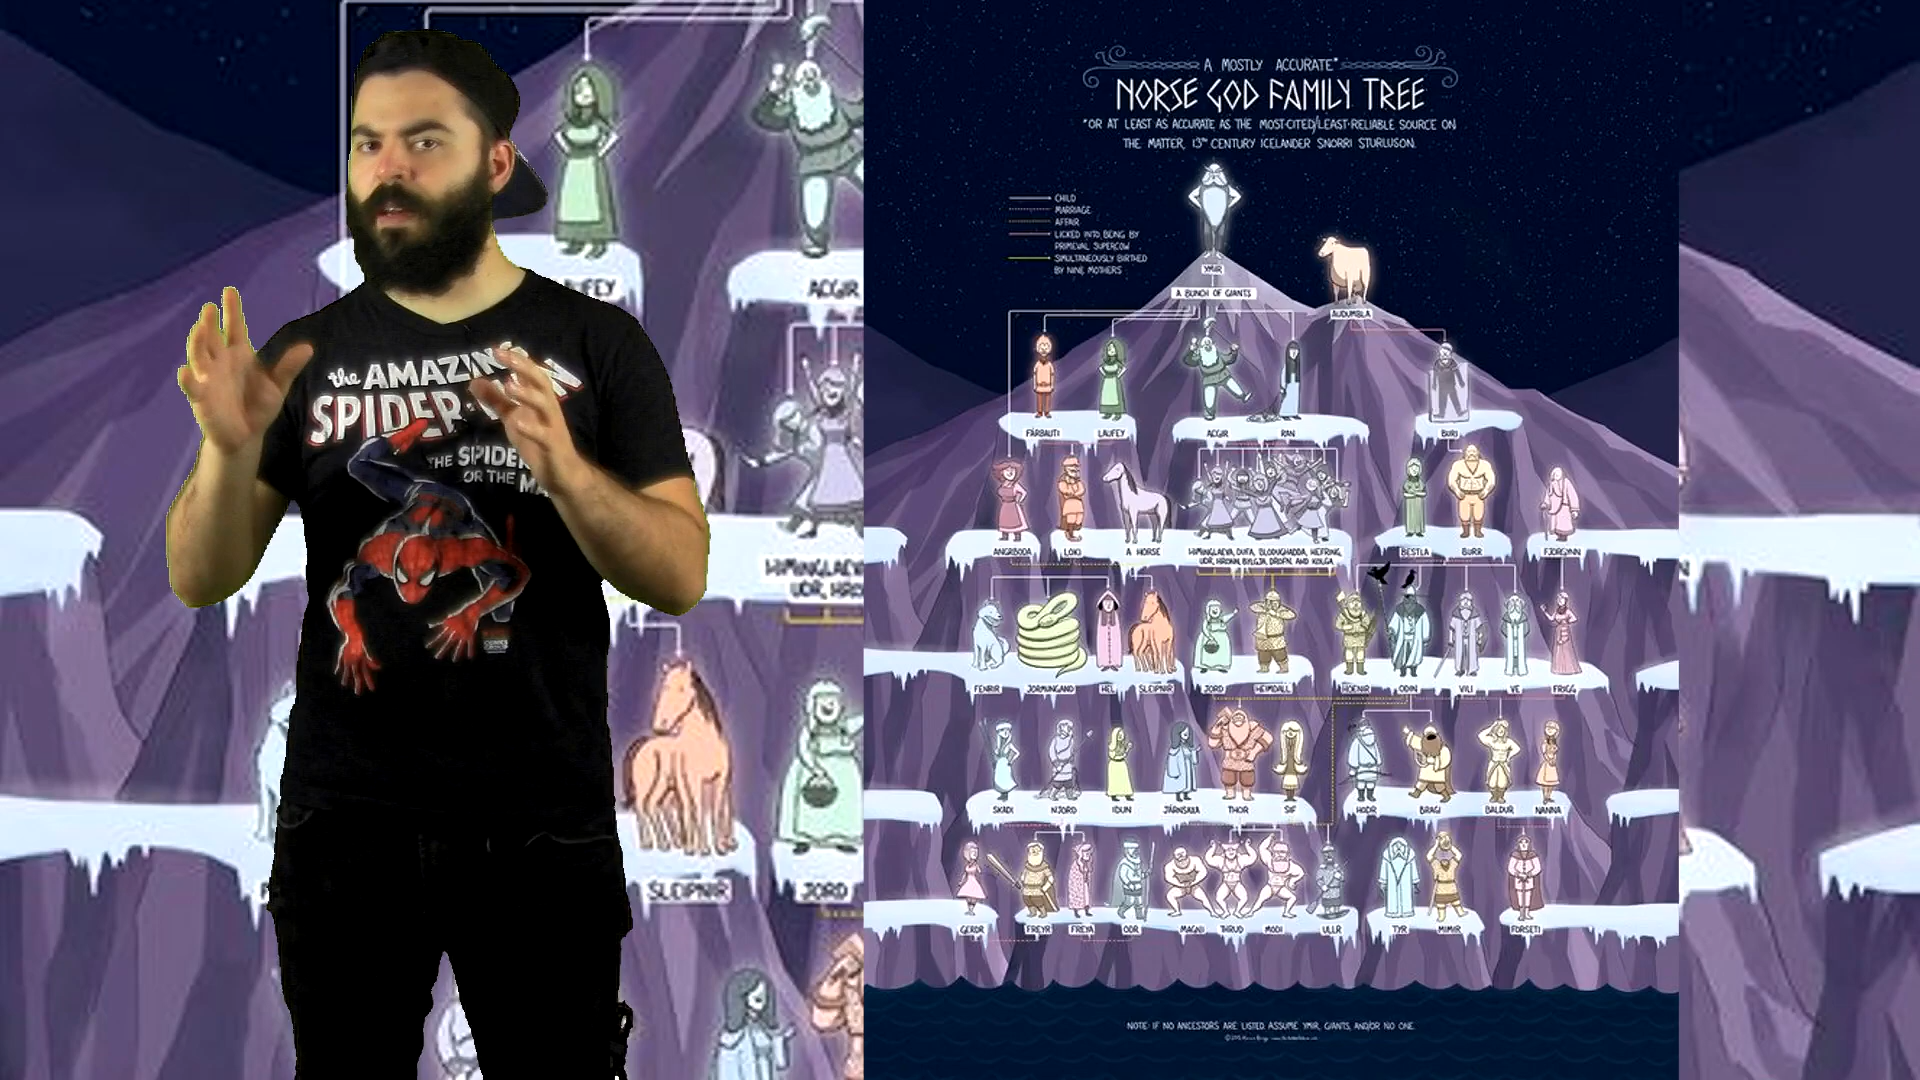 the AMAZING
SPIDER-
THE SPIDER
OR THE MA
LAUFEY
AEGIR
HIMINGLAEV
UDR, HRO
SLEIPNIR
JORD
A MOSTLY ACCURATE*
NORSE GOD FAMILY TREE
*OR AT LEAST AS ACCURATE AS THE MOST-CITED/LEAST-RELIABLE SOURCE ON
THE MATTER, 13TH CENTURY ICELANDER SNORRI STURLUSON.
CHILD
MARRIAGE
AFFAIR
LICKED INTO BEING BY
PRIMEVAL SUPERCOW
SIMULTANEOUSLY BIRTHED
BY NINE MOTHERS
YMIR
A BUNCH OF GIANTS
AUDUMBLA
FÁRBAUTI LAUFEY AEGIR RAN BURI
ANGRBODA LOKI A HORSE HIMINGLAEVA, DUFA, BLODUGHADDA, HEFRING, BESTLA BURR FJORGYNN
UDR, HRONN, BYLGJA, DROFN, AND KOLGA
FENRIR JORMUNGAND HEL SLEIPNIR JORD HEIMDALL HOENIR ODIN VILI VE FRIGG
SKADI NJORD IDUN JÁRNSAXA THOR SIF HODR BRAGI BALDUR NANNA
GERDR FREYR FREYA ODR MAGNI THRUD MODI ULLR TYR MIMIR FORSETI
NOTE: IF NO ANCESTORS ARE LISTED, ASSUME YMIR, GIANTS, AND/OR NO ONE.